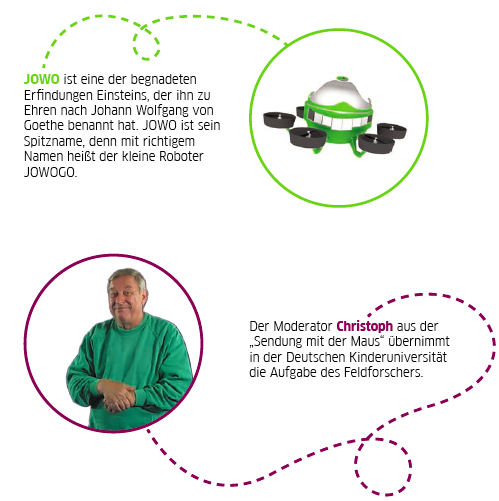 JOWO ist eine der begnadeten
Erfindungen Einsteins, der ihn zu
Ehren nach Johann Wolfgang von
Goethe benannt hat. JOWO ist sein
Spitzname, denn mit richtigem
Namen heißt der kleine Roboter
JOWOGO.
Der Moderator Christoph aus der
„Sendung mit der Maus“ übernimmt
in der Deutschen Kinderuniversität
die Aufgabe des Feldforschers.